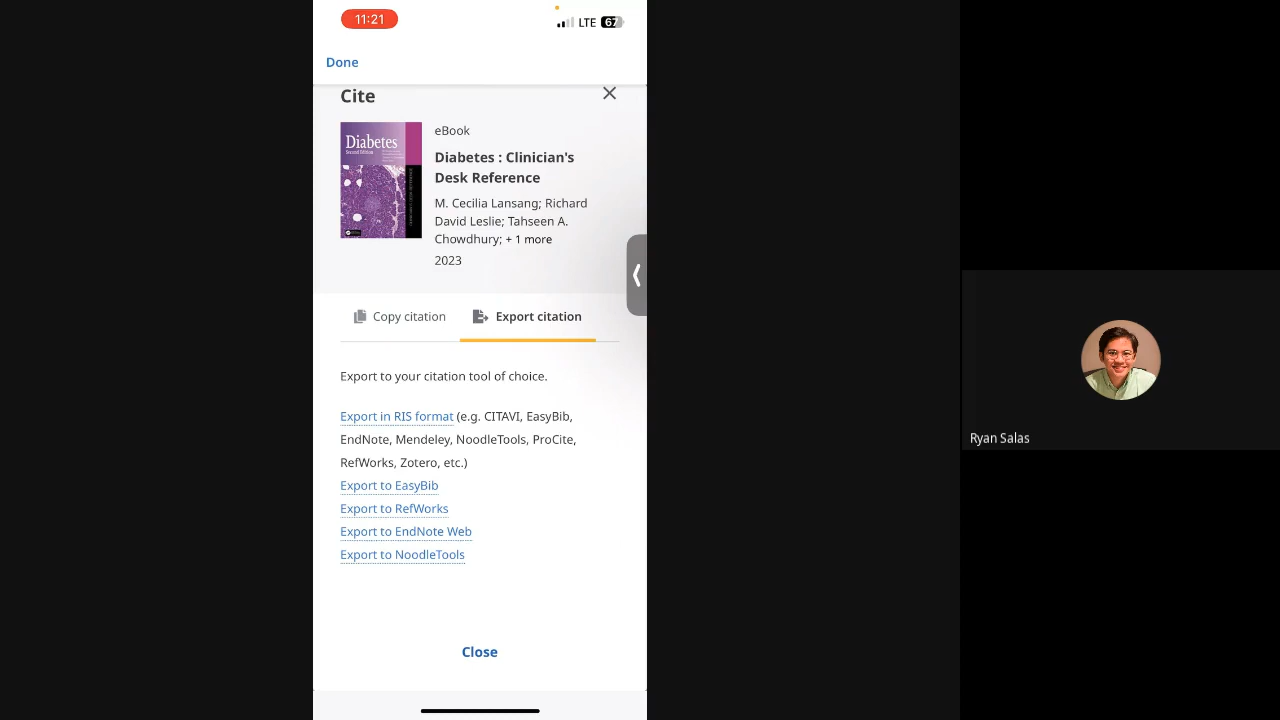 11:21
LTE 67
Done
Cite
Diabetes
Second Edition
eBook
Diabetes : Clinician's
Desk Reference
M. Cecilia Lansang; Richard
David Leslie; Tahseen A.
Chowdhury; + 1 more
2023
Copy citation
Export citation
Export to your citation tool of choice.
Export in RIS format (e.g. CITAVI, EasyBib,
EndNote, Mendeley, NoodleTools, ProCite,
RefWorks, Zotero, etc.)
Export to EasyBib
Export to RefWorks
Export to EndNote Web
Export to NoodleTools
Close
Ryan Salas